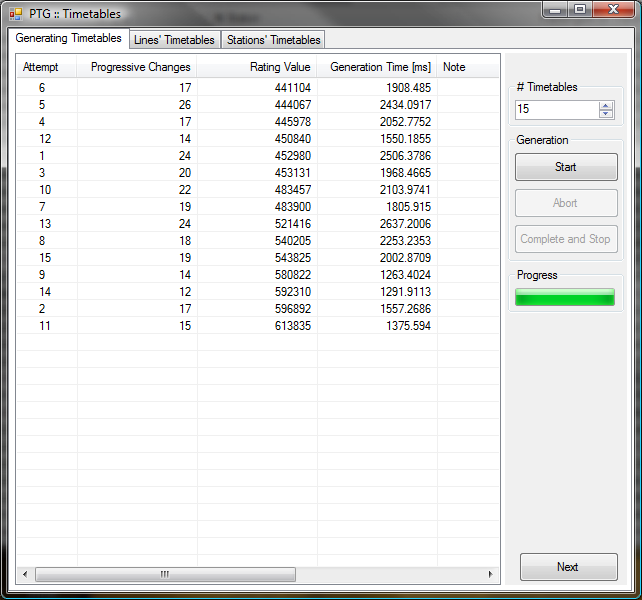 PTG :: Timetables
Generating Timetables Lines' Timetables Stations' Timetables
Attempt Progressive Changes Rating Value Generation Time [ms] Note
6 17 441104 1908.485
5 26 444067 2434.0917
4 17 445978 2052.7752
12 14 450840 1550.1855
1 24 452980 2506.3786
3 20 453131 1968.4665
10 22 483457 2103.9741
7 19 483900 1805.915
13 24 521416 2637.2006
8 18 540205 2253.2353
15 19 543825 2002.8709
9 14 580822 1263.4024
14 12 592310 1291.9113
2 17 596892 1557.2686
11 15 613835 1375.594
# Timetables
15
Generation
Start
Abort
Complete and Stop
Progress
Next